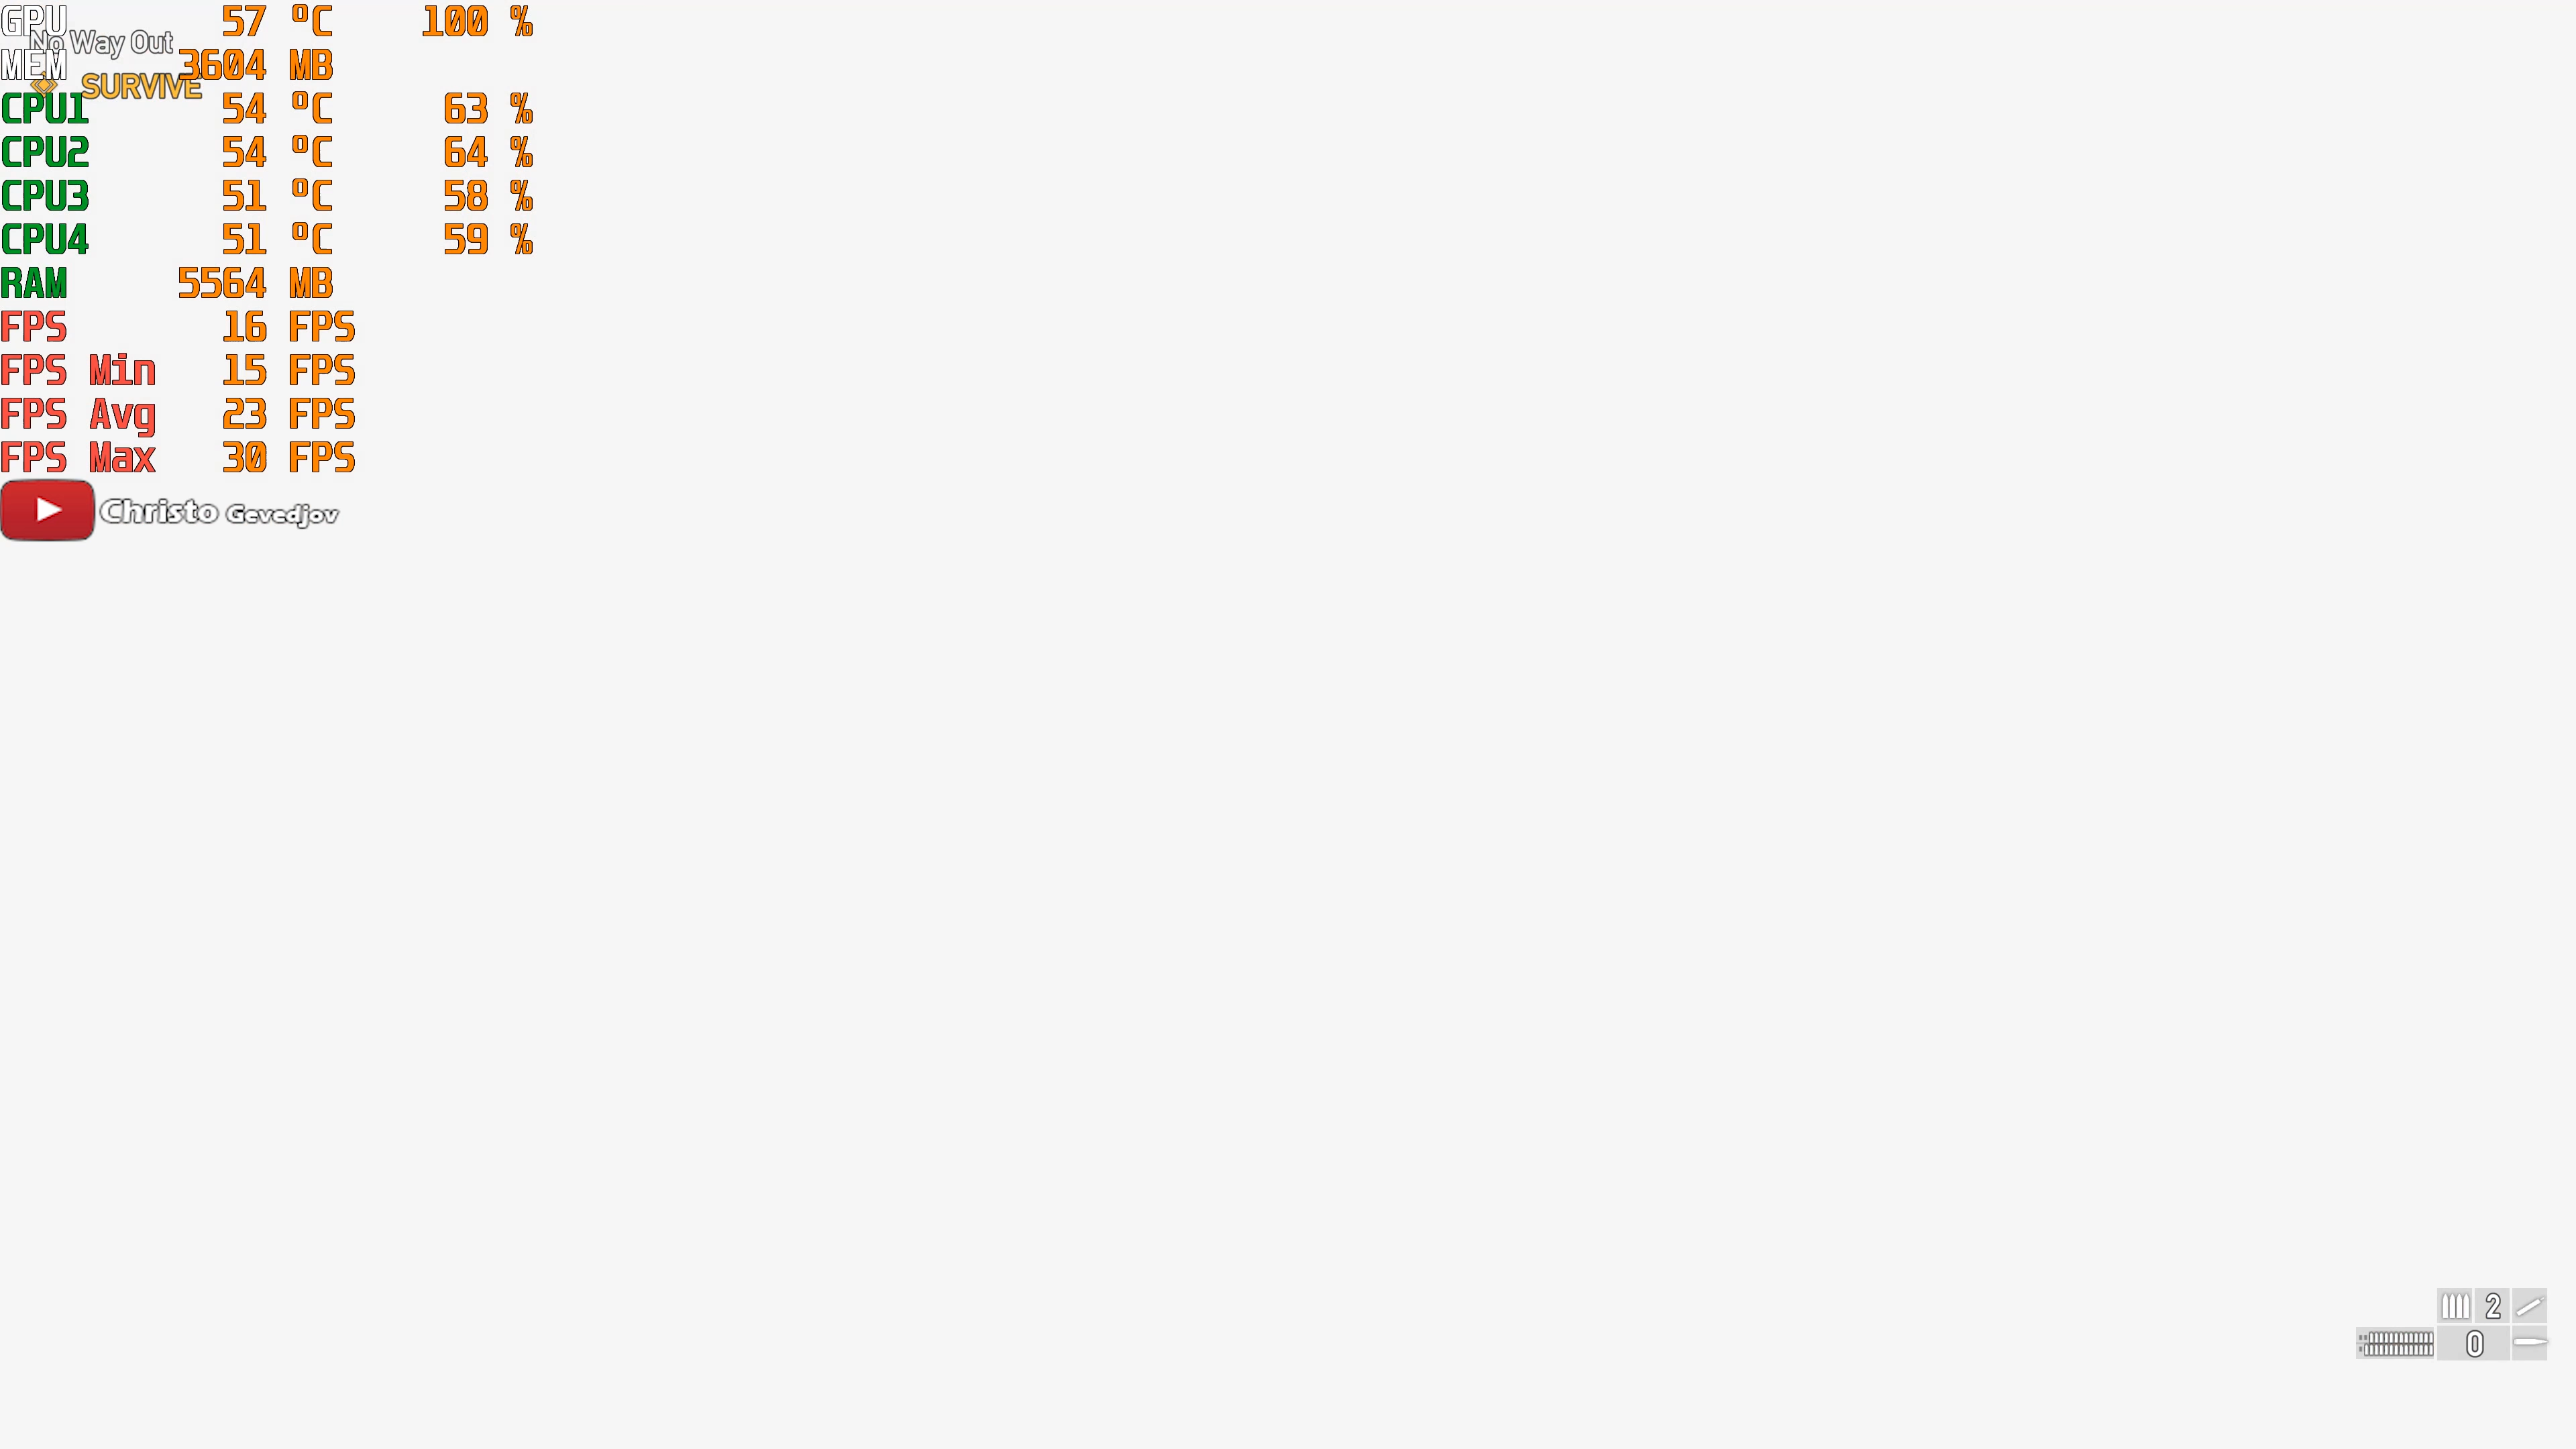 GPU 57 °C 100 %
No Way Out
MEM 3604 MB
SURVIVE
CPU1 54 °C 63 %
CPU2 54 °C 64 %
CPU3 51 °C 58 %
CPU4 51 °C 59 %
RAM 5564 MB
FPS 16 FPS
FPS Min 15 FPS
FPS Avg 23 FPS
FPS Max 30 FPS
Christo Gevedjov
2
0